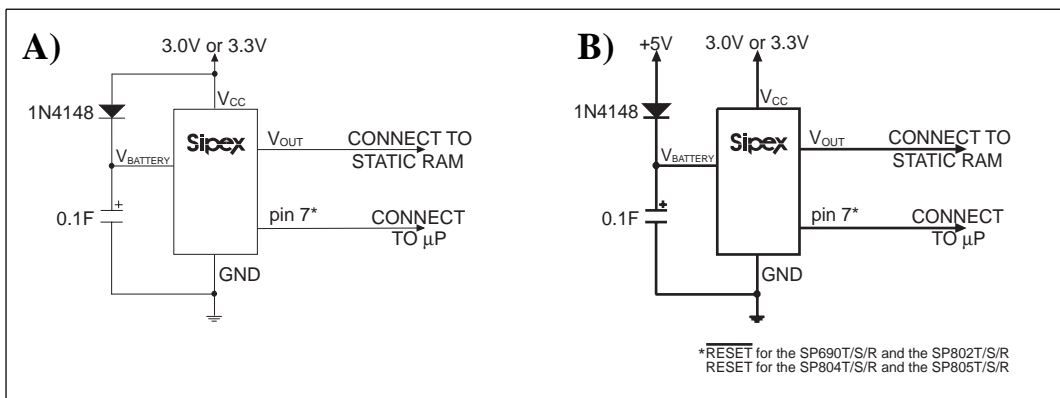 A)
3.0V or 3.3V
1N4148
VCC
Sipex
VOUT
CONNECT TO
STATIC RAM
VBATTERY
+
0.1F
pin 7*
CONNECT
TO µP
GND
B)
+5V
3.0V or 3.3V
1N4148
VCC
Sipex
VOUT
CONNECT TO
STATIC RAM
VBATTERY
+
0.1F
pin 7*
CONNECT
TO µP
GND
*RESET for the SP690T/S/R and the SP802T/S/R
RESET for the SP804T/S/R and the SP805T/S/R